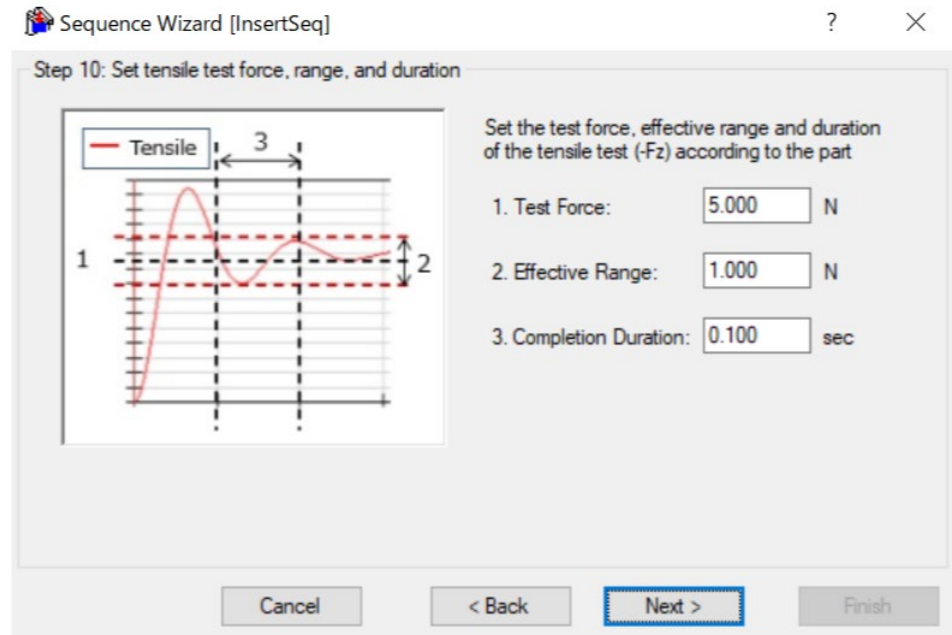 Sequence Wizard [InsertSeq]
? ×
Step 10: Set tensile test force, range, and duration
Tensile
3
1
2
Set the test force, effective range and duration
of the tensile test (-Fz) according to the part
1. Test Force: 5.000 N
2. Effective Range: 1.000 N
3. Completion Duration: 0.100 sec
Cancel < Back Next > Finish